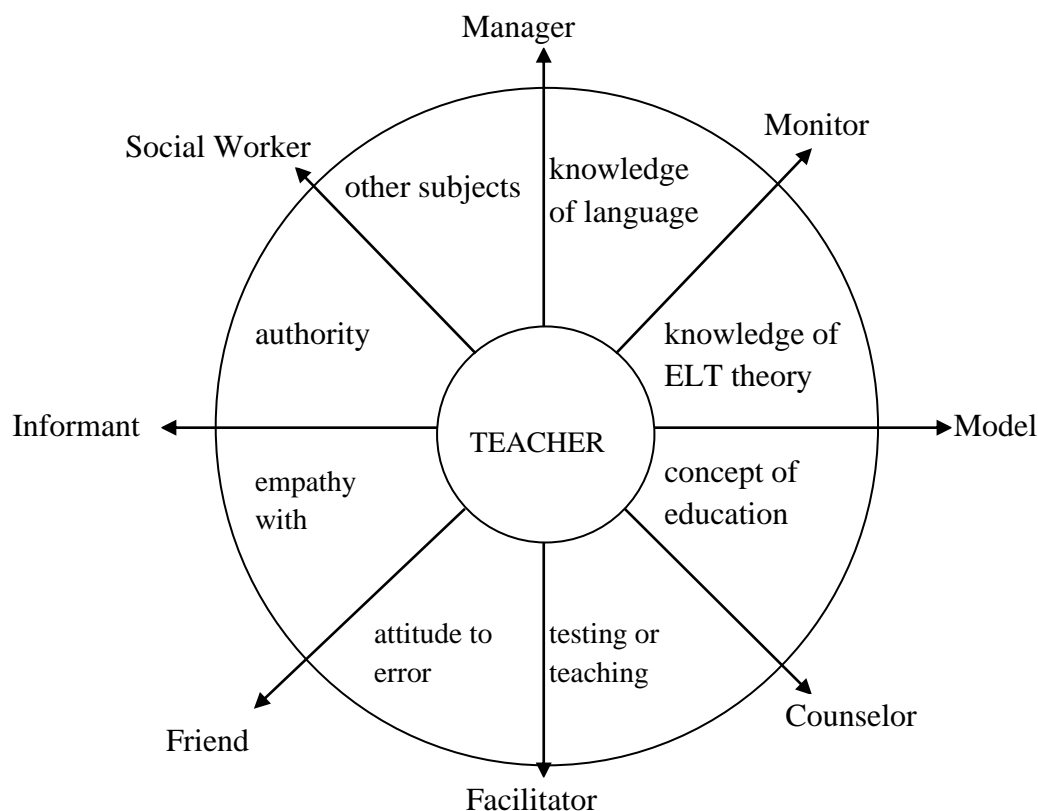 Manager
Monitor
Social Worker
other subjects
knowledge
of language
authority
knowledge of
ELT theory
Informant
TEACHER
Model
empathy
with
concept of
education
attitude to
error
testing or
teaching
Counselor
Friend
Facilitator